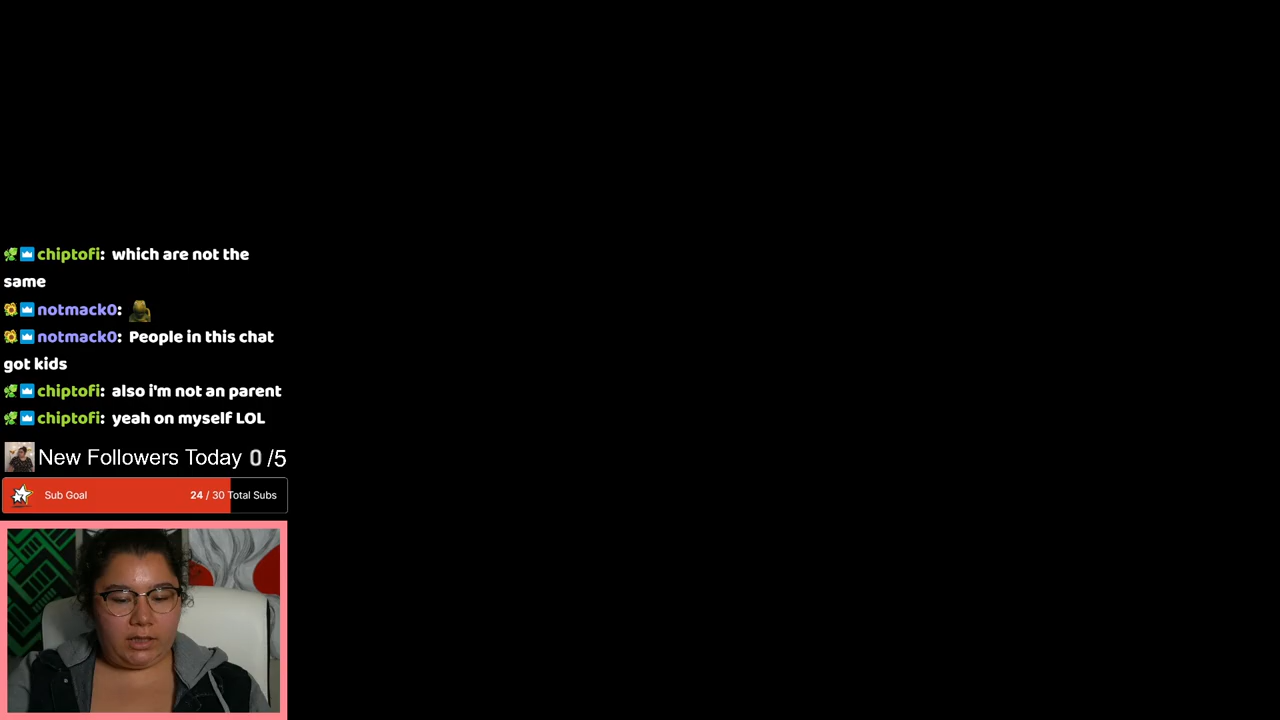 chiptofi: which are not the
same
notmack0:
notmack0: People in this chat
got kids
chiptofi: also i'm not an parent
chiptofi: yeah on myself LOL
New Followers Today 0 /5
Sub Goal 24 / 30 Total Subs